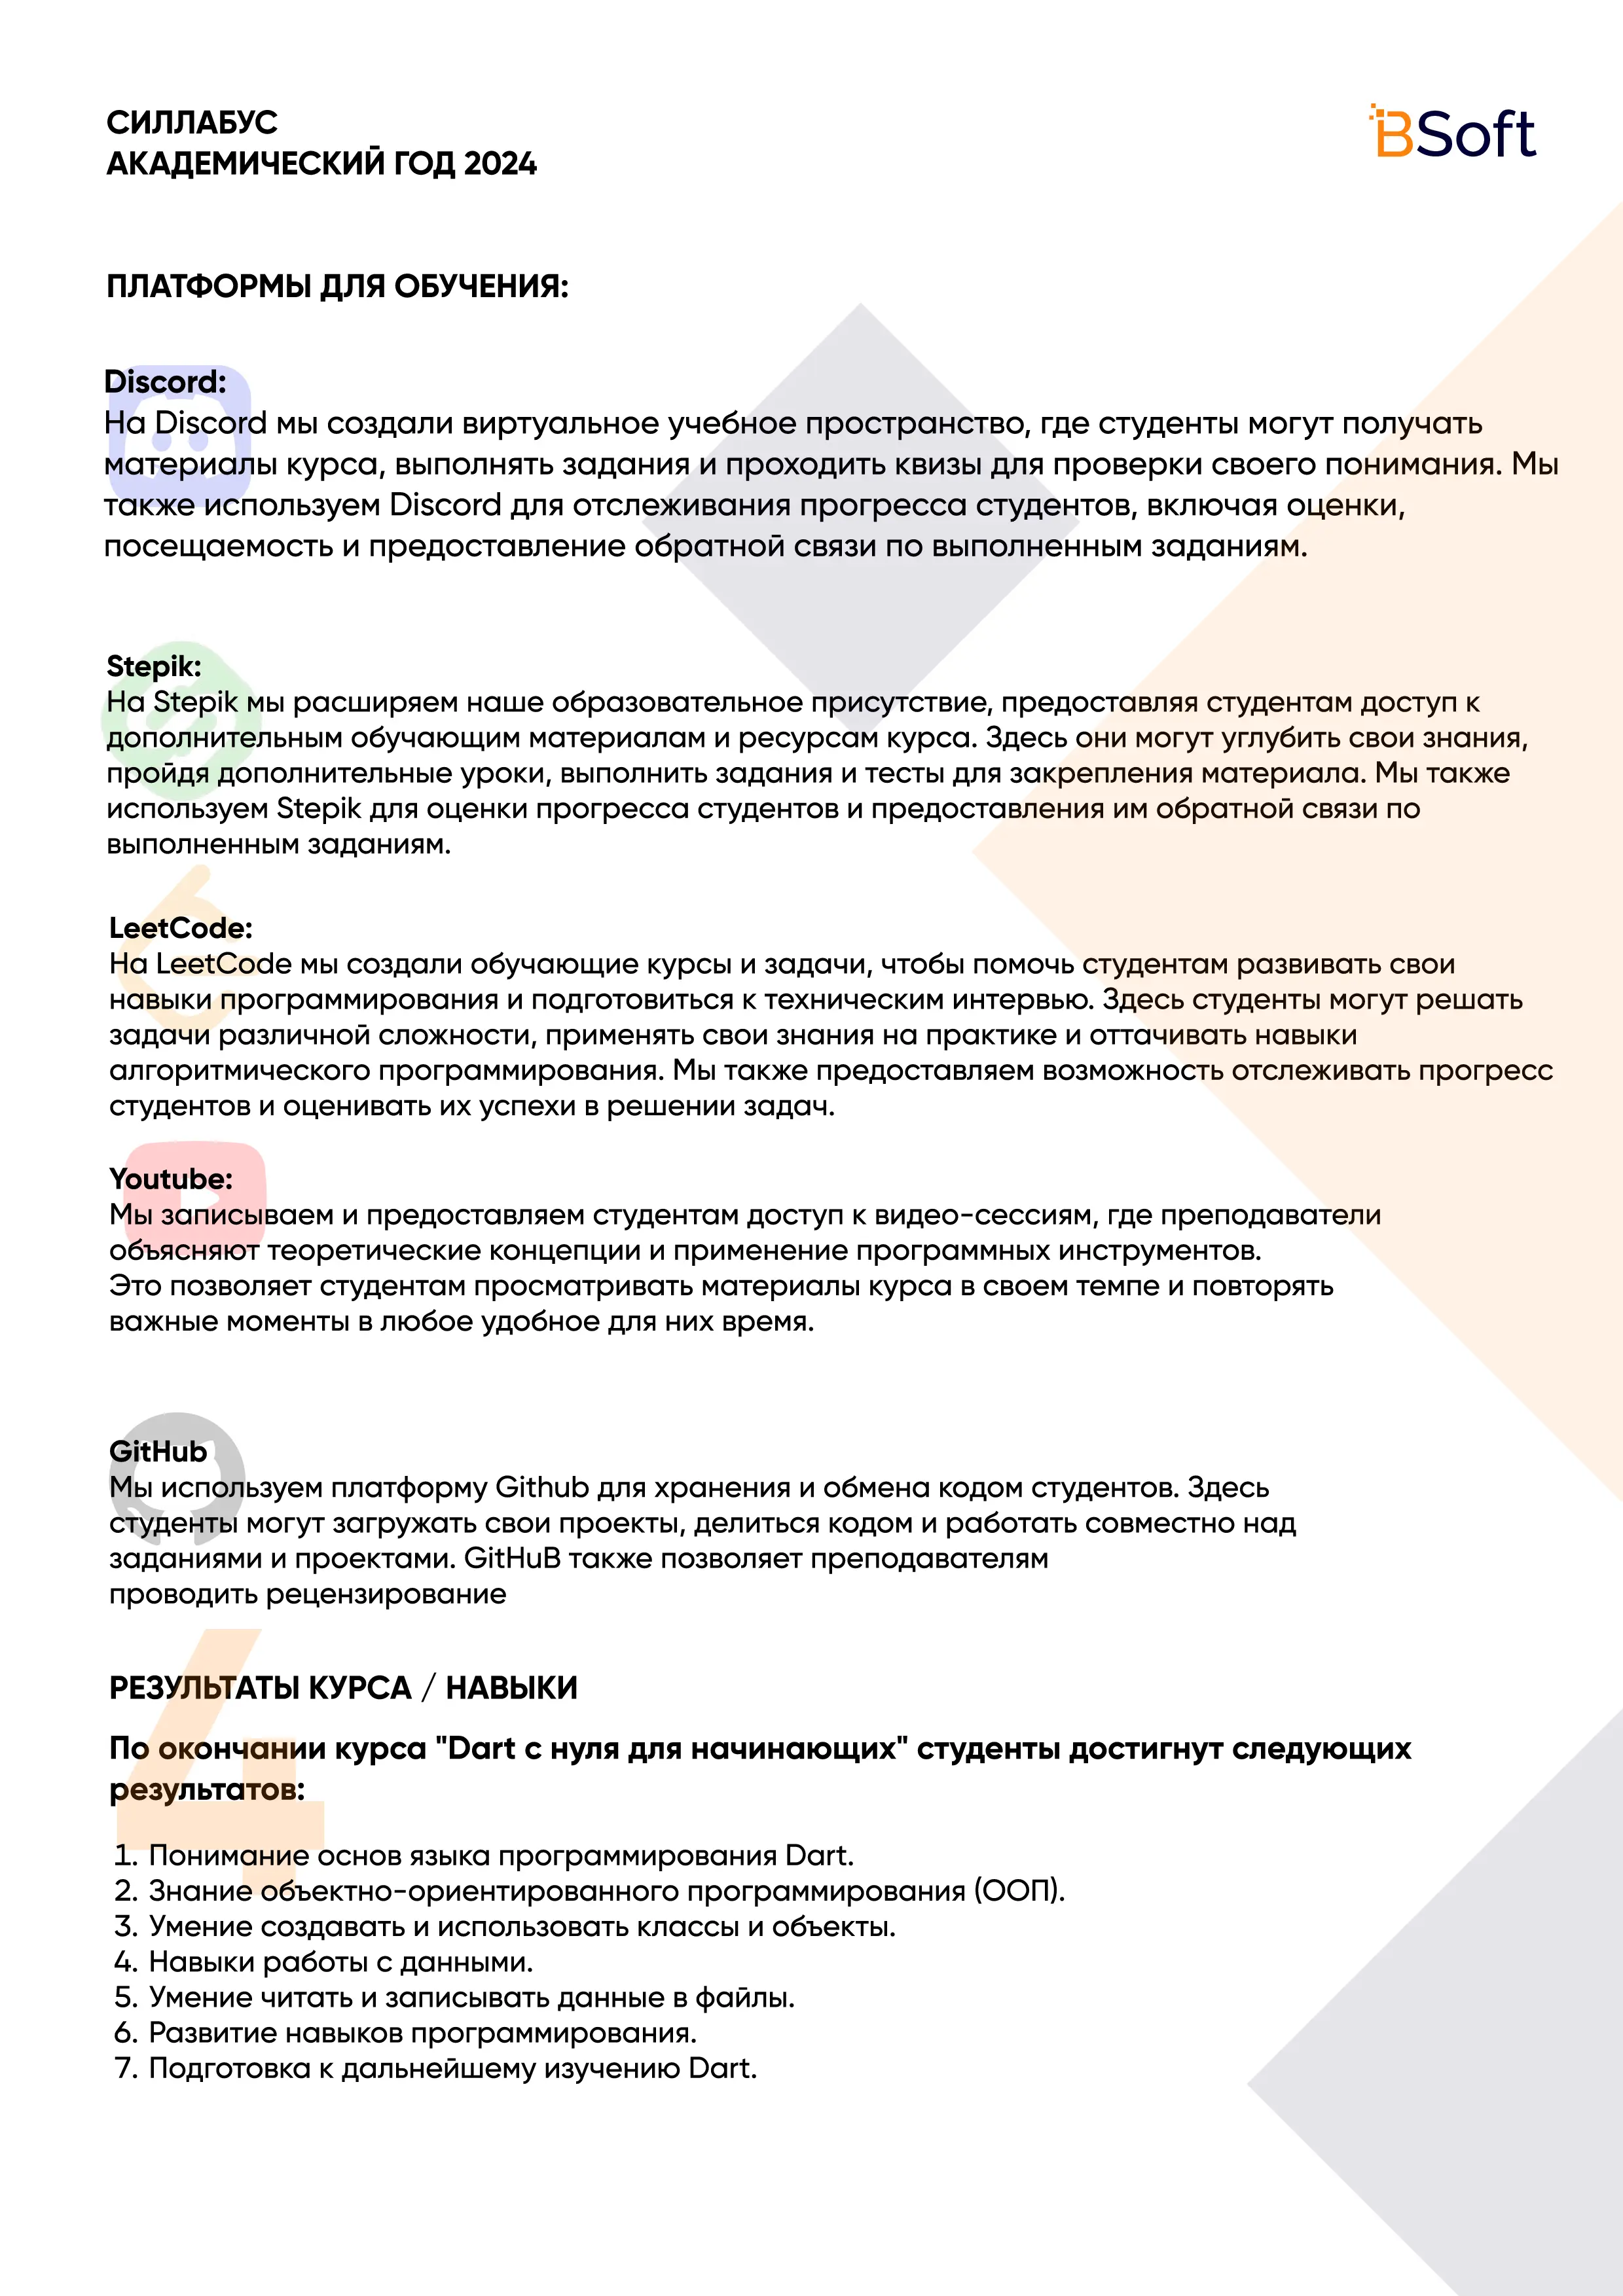 СИЛЛАБУС
АКАДЕМИЧЕСКИЙ ГОД 2024
BSoft
ПЛАТФОРМЫ ДЛЯ ОБУЧЕНИЯ:
Discord:
На Discord мы создали виртуальное учебное пространство, где студенты могут получать
материалы курса, выполнять задания и проходить квизы для проверки своего понимания. Мы
также используем Discord для отслеживания прогресса студентов, включая оценки,
посещаемость и предоставление обратной связи по выполненным заданиям.
Stepik:
На Stepik мы расширяем наше образовательное присутствие, предоставляя студентам доступ к
дополнительным обучающим материалам и ресурсам курса. Здесь они могут углубить свои знания,
пройдя дополнительные уроки, выполнить задания и тесты для закрепления материала. Мы также
используем Stepik для оценки прогресса студентов и предоставления им обратной связи по
выполненным заданиям.
LeetCode:
На LeetCode мы создали обучающие курсы и задачи, чтобы помочь студентам развивать свои
навыки программирования и подготовиться к техническим интервью. Здесь студенты могут решать
задачи различной сложности, применять свои знания на практике и оттачивать навыки
алгоритмического программирования. Мы также предоставляем возможность отслеживать прогресс
студентов и оценивать их успехи в решении задач.
Youtube:
Мы записываем и предоставляем студентам доступ к видео-сессиям, где преподаватели
объясняют теоретические концепции и применение программных инструментов.
Это позволяет студентам просматривать материалы курса в своем темпе и повторять
важные моменты в любое удобное для них время.
GitHub
Мы используем платформу Github для хранения и обмена кодом студентов. Здесь
студенты могут загружать свои проекты, делиться кодом и работать совместно над
заданиями и проектами. GitHuB также позволяет преподавателям
проводить рецензирование
4
РЕЗУЛЬТАТЫ КУРСА / НАВЫКИ
По окончании курса "Dart с нуля для начинающих" студенты достигнут следующих
результатов:
1. Понимание основ языка программирования Dart.
2. Знание объектно-ориентированного программирования (ООП).
3. Умение создавать и использовать классы и объекты.
4. Навыки работы с данными.
5. Умение читать и записывать данные в файлы.
6. Развитие навыков программирования.
7. Подготовка к дальнейшему изучению Dart.